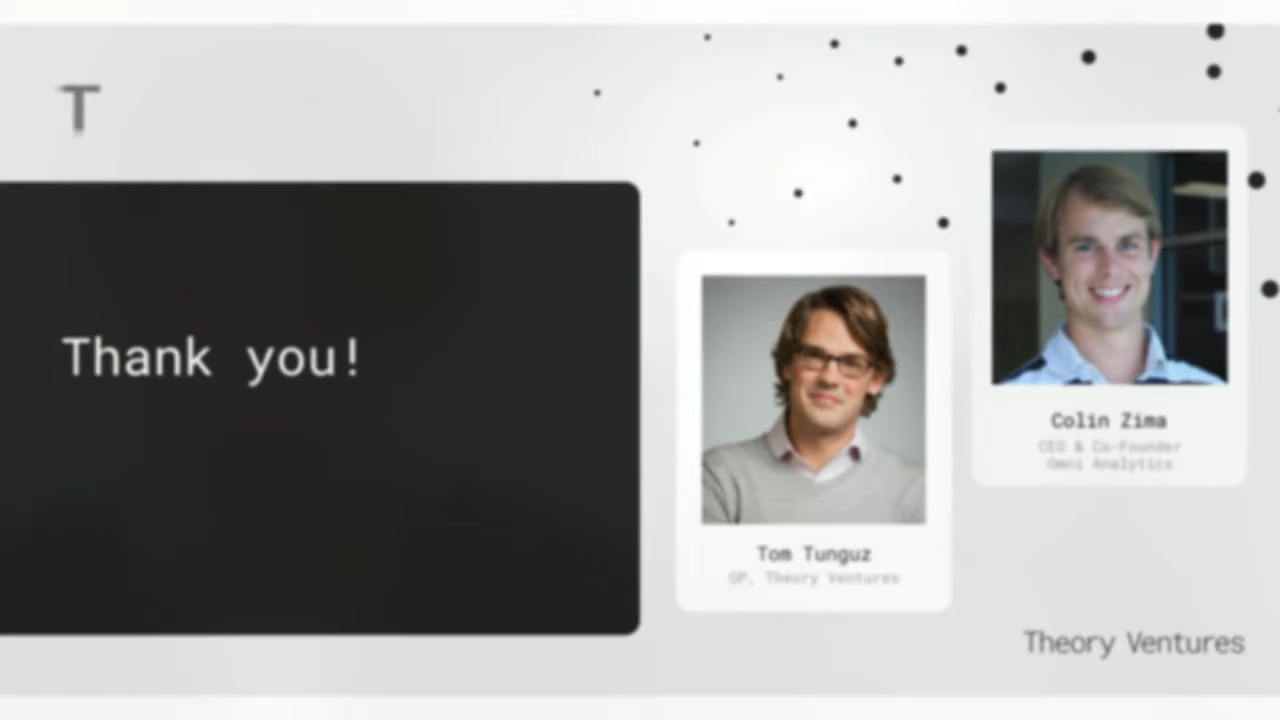 T
Thank you!
Colin Zima
CEO & Co-Founder
Omni Analytics
Tom Tunguz
GP, Theory Ventures
Theory Ventures